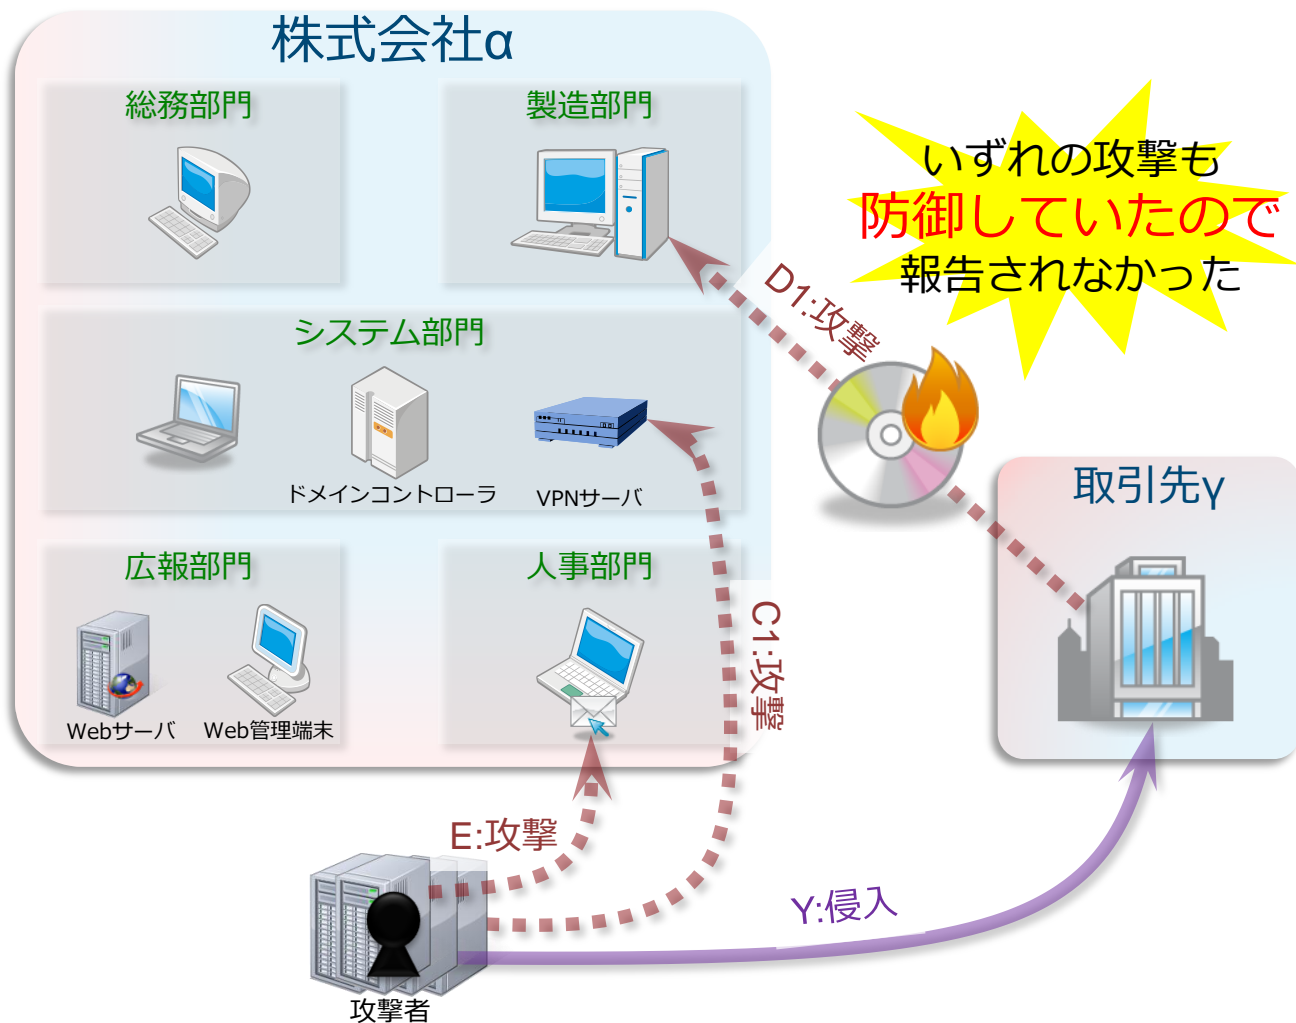 株式会社α
総務部門
製造部門
いずれの攻撃も
防御していたので
報告されなかった
D1:攻撃
システム部門
ドメインコントローラ
VPNサーバ
取引先γ
広報部門
人事部門
C1:攻撃
Webサーバ
Web管理端末
E:攻撃
Y:侵入
攻撃者